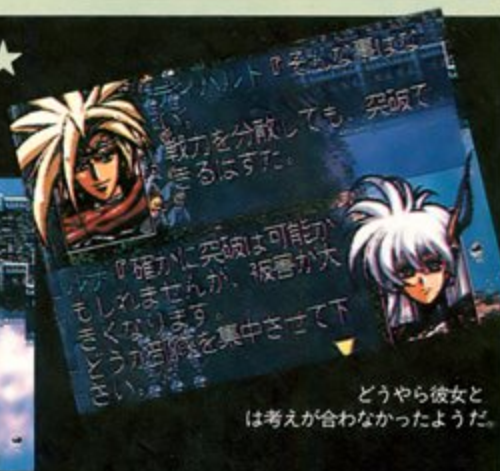 ンハルト『そんな事はな
い。
戦力を分散しても、突破で
きるはずだ。
ルナ『確かに突破は可能か
もしれませんが、被害が大
きくなります。
どうか部隊を集中させて下
さい。
どうやら彼女と
は考えが合わなかったようだ。